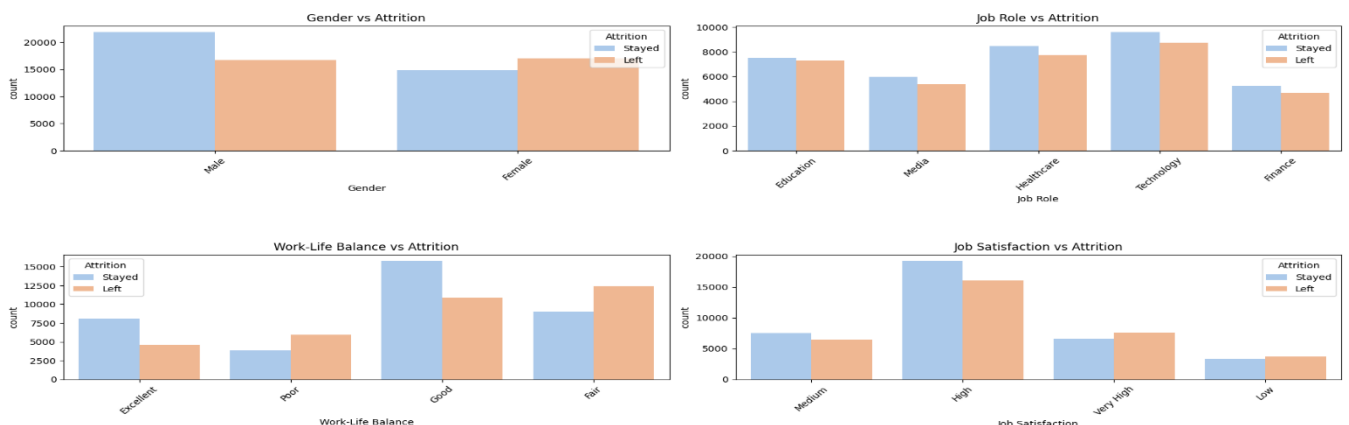 Gender vs Attrition
Attrition
Stayed
Left
20000
15000
10000
5000
0
count
Male
Female
Gender
Job Role vs Attrition
Attrition
Stayed
Left
10000
8000
6000
4000
2000
0
count
Education
Media
Healthcare
Technology
Finance
Job Role
Work-Life Balance vs Attrition
Attrition
Stayed
Left
15000
12500
10000
7500
5000
2500
0
count
Excellent
Poor
Good
Fair
Work-Life Balance
Job Satisfaction vs Attrition
Attrition
Stayed
Left
20000
15000
10000
5000
0
count
Medium
High
Very High
Low
Job Satisfaction